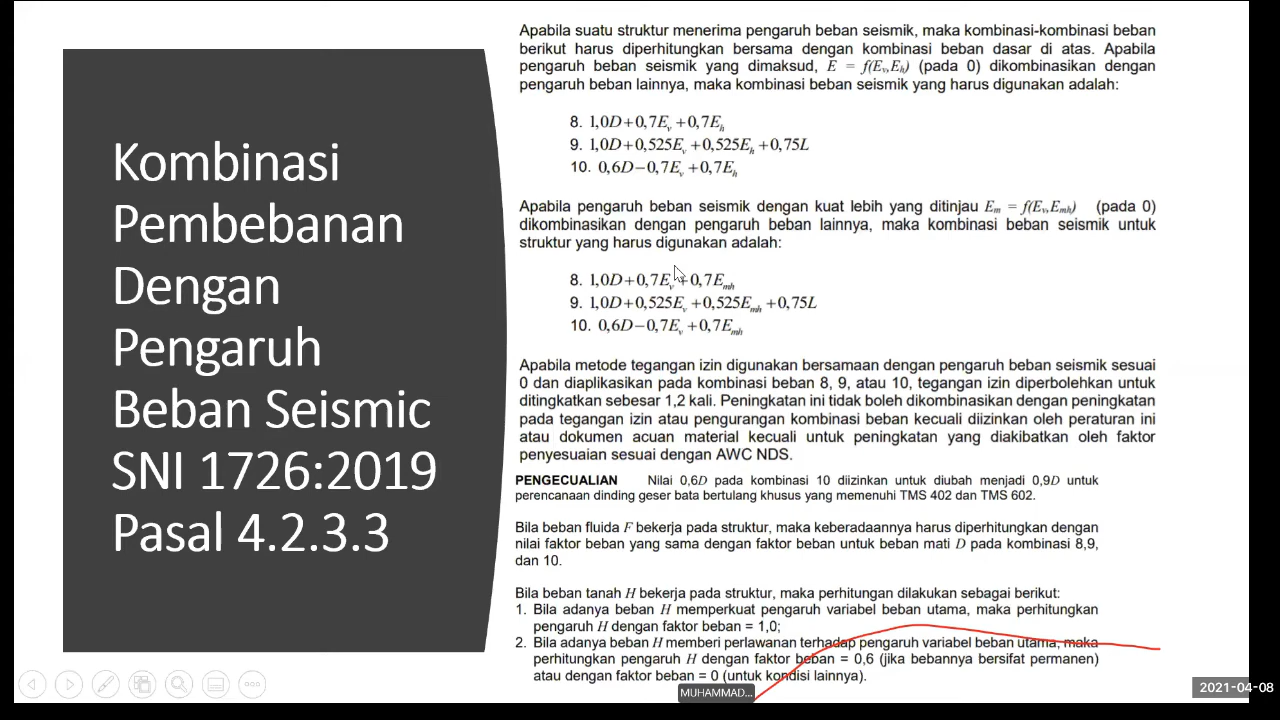 Kombinasi
Pembebanan
Dengan
Pengaruh
Beban Seismic
SNI 1726:2019
Pasal 4.2.3.3
Apabila suatu struktur menerima pengaruh beban seismik, maka kombinasi-kombinasi beban
berikut harus diperhitungkan bersama dengan kombinasi beban dasar di atas. Apabila
pengaruh beban seismik yang dimaksud, E = f(Ev,Eh) (pada 0) dikombinasikan dengan
pengaruh beban lainnya, maka kombinasi beban seismik yang harus digunakan adalah:
8. 1,0D+0,7Ev+0,7Eh
9. 1,0D+0,525Ev+0,525Eh+0,75L
10. 0,6D−0,7Ev+0,7Eh
Apabila pengaruh beban seismik dengan kuat lebih yang ditinjau Em = f(Ev,Emh) (pada 0)
dikombinasikan dengan pengaruh beban lainnya, maka kombinasi beban seismik untuk
struktur yang harus digunakan adalah:
8. 1,0D+0,7Ev+0,7Emh
9. 1,0D+0,525Ev+0,525Emh+0,75L
10. 0,6D−0,7Ev+0,7Emh
Apabila metode tegangan izin digunakan bersamaan dengan pengaruh beban seismik sesuai
0 dan diaplikasikan pada kombinasi beban 8, 9, atau 10, tegangan izin diperbolehkan untuk
ditingkatkan sebesar 1,2 kali. Peningkatan ini tidak boleh dikombinasikan dengan peningkatan
pada tegangan izin atau pengurangan kombinasi beban kecuali diizinkan oleh peraturan ini
atau dokumen acuan material kecuali untuk peningkatan yang diakibatkan oleh faktor
penyesuaian sesuai dengan AWC NDS.
PENGECUALIAN Nilai 0,6D pada kombinasi 10 diizinkan untuk diubah menjadi 0,9D untuk
perencanaan dinding geser bata bertulang khusus yang memenuhi TMS 402 dan TMS 602.
Bila beban fluida F bekerja pada struktur, maka keberadaannya harus diperhitungkan dengan
nilai faktor beban yang sama dengan faktor beban untuk beban mati D pada kombinasi 8,9,
dan 10.
Bila beban tanah H bekerja pada struktur, maka perhitungan dilakukan sebagai berikut:
1. Bila adanya beban H memperkuat pengaruh variabel beban utama, maka perhitungkan
pengaruh H dengan faktor beban = 1,0;
2. Bila adanya beban H memberi perlawanan terhadap pengaruh variabel beban utama, maka
perhitungkan pengaruh H dengan faktor beban = 0,6 (jika bebannya bersifat permanen)
atau dengan faktor beban = 0 (untuk kondisi lainnya).
MUHAMMAD...
2021-04-08